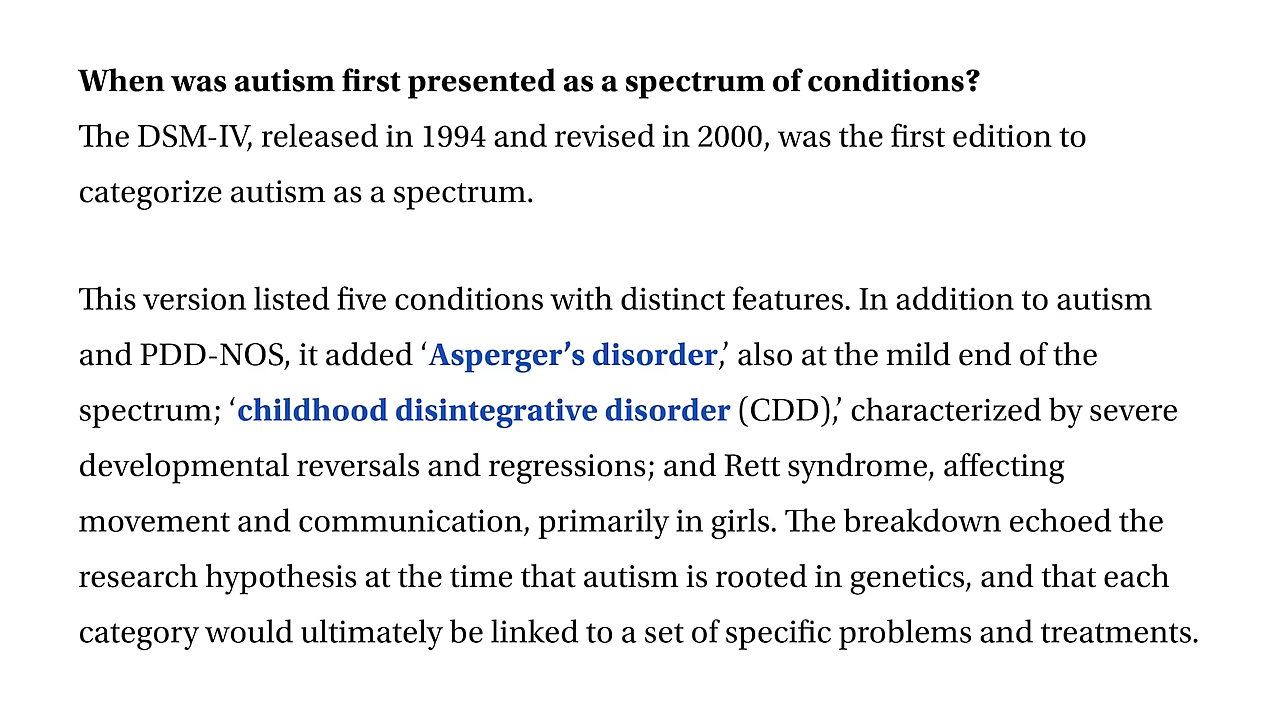 When was autism first presented as a spectrum of conditions?
The DSM-IV, released in 1994 and revised in 2000, was the first edition to
categorize autism as a spectrum.
This version listed five conditions with distinct features. In addition to autism
and PDD-NOS, it added ‘Asperger’s disorder,’ also at the mild end of the
spectrum; ‘childhood disintegrative disorder (CDD),’ characterized by severe
developmental reversals and regressions; and Rett syndrome, affecting
movement and communication, primarily in girls. The breakdown echoed the
research hypothesis at the time that autism is rooted in genetics, and that each
category would ultimately be linked to a set of specific problems and treatments.